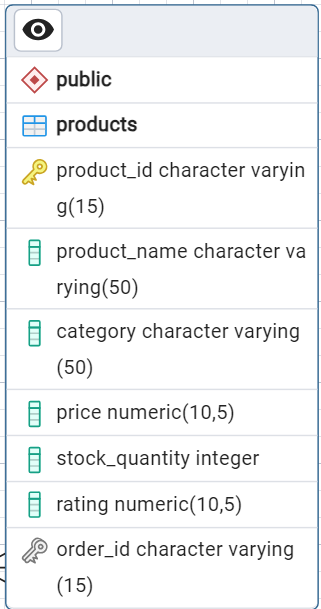 public
products
product_id character varyin
g(15)
product_name character va
rying(50)
category character varying
(50)
price numeric(10,5)
stock_quantity integer
rating numeric(10,5)
order_id character varying
(15)